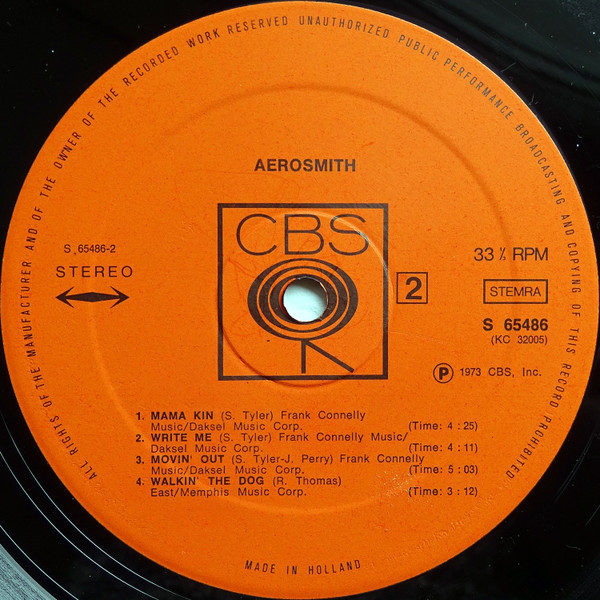 ALL RIGHTS OF THE MANUFACTURER AND OF THE OWNER OF THE RECORDED WORK RESERVED UNAUTHORIZED PUBLIC PERFORMANCE BROADCASTING AND COPYING OF THIS RECORD PROHIBITED
AEROSMITH
CBS
S 65486-2
STEREO
2
33⅓ RPM
STEMRA
S 65486
(KC 32005)
Ⓟ 1973 CBS, Inc.
1. MAMA KIN (S. Tyler) Frank Connelly
Music/Daksel Music Corp. (Time: 4 : 25)
2. WRITE ME (S. Tyler) Frank Connelly Music/
Daksel Music Corp. (Time: 4 : 11)
3. MOVIN' OUT (S. Tyler-J. Perry) Frank Connelly
Music/Daksel Music Corp. (Time: 5 : 03)
4. WALKIN' THE DOG (R. Thomas)
East/Memphis Music Corp. (Time: 3 : 12)
MADE IN HOLLAND